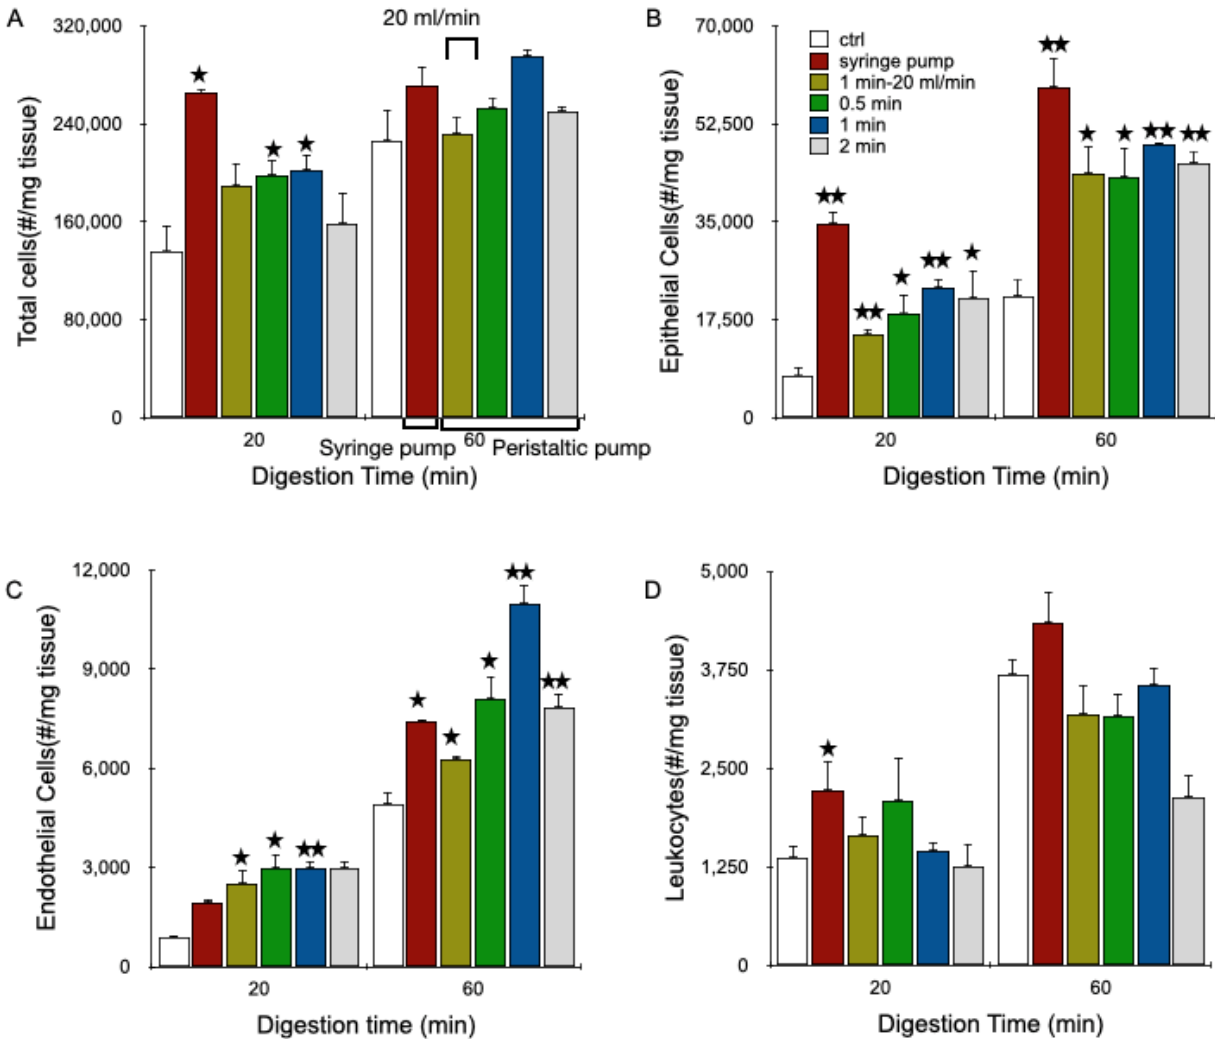 A
320,000
240,000
160,000
80,000
0
Total cells(#/mg tissue)
20 ml/min
20
60
Syringe pump
Peristaltic pump
Digestion Time (min)
B
70,000
52,500
35,000
17,500
0
Epithelial Cells(#/mg tissue)
ctrl
syringe pump
1 min-20 ml/min
0.5 min
1 min
2 min
★
★
★
★★
★★
★
★★
★
★★
★
★
★★
★★
20
60
Digestion Time (min)
C
12,000
9,000
6,000
3,000
0
Endothelial Cells(#/mg tissue)
★
★
★★
★
★
★
★★
★★
20
60
Digestion time (min)
D
5,000
3,750
2,500
1,250
0
Leukocytes(#/mg tissue)
★
20
60
Digestion Time (min)